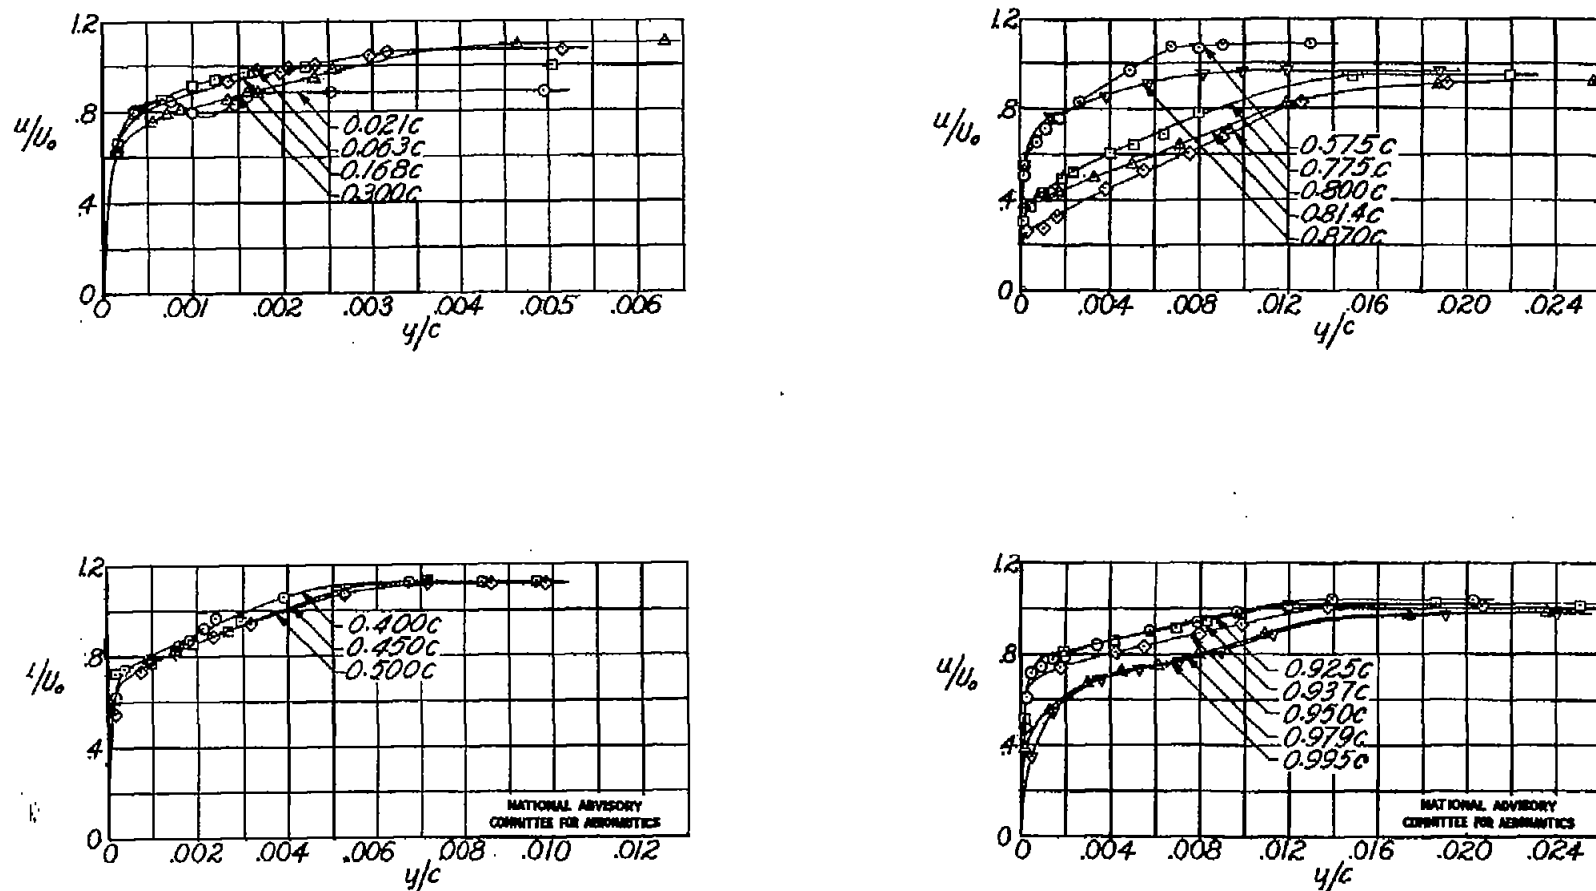 1.2
u/U₀
.8
.4
0
0 .001 .002 .003 .004 .005 .006
y/c
0.021c
0.063c
0.168c
0.300c
1.2
u/U₀
.8
.4
0
0 .004 .008 .012 .016 .020 .024
y/c
0.575c
0.775c
0.800c
0.814c
0.870c
1.2
/U₀
.8
.4
0
0 .002 .004 .006 .008 .010 .012
y/c
0.400c
0.450c
0.500c
NATIONAL ADVISORY
COMMITTEE FOR AERONAUTICS
1.2
u/U₀
.8
.4
0
0 .004 .008 .012 .016 .020 .024
y/c
0.925c
0.937c
0.950c
0.979c
0.995c
NATIONAL ADVISORY
COMMITTEE FOR AERONAUTICS